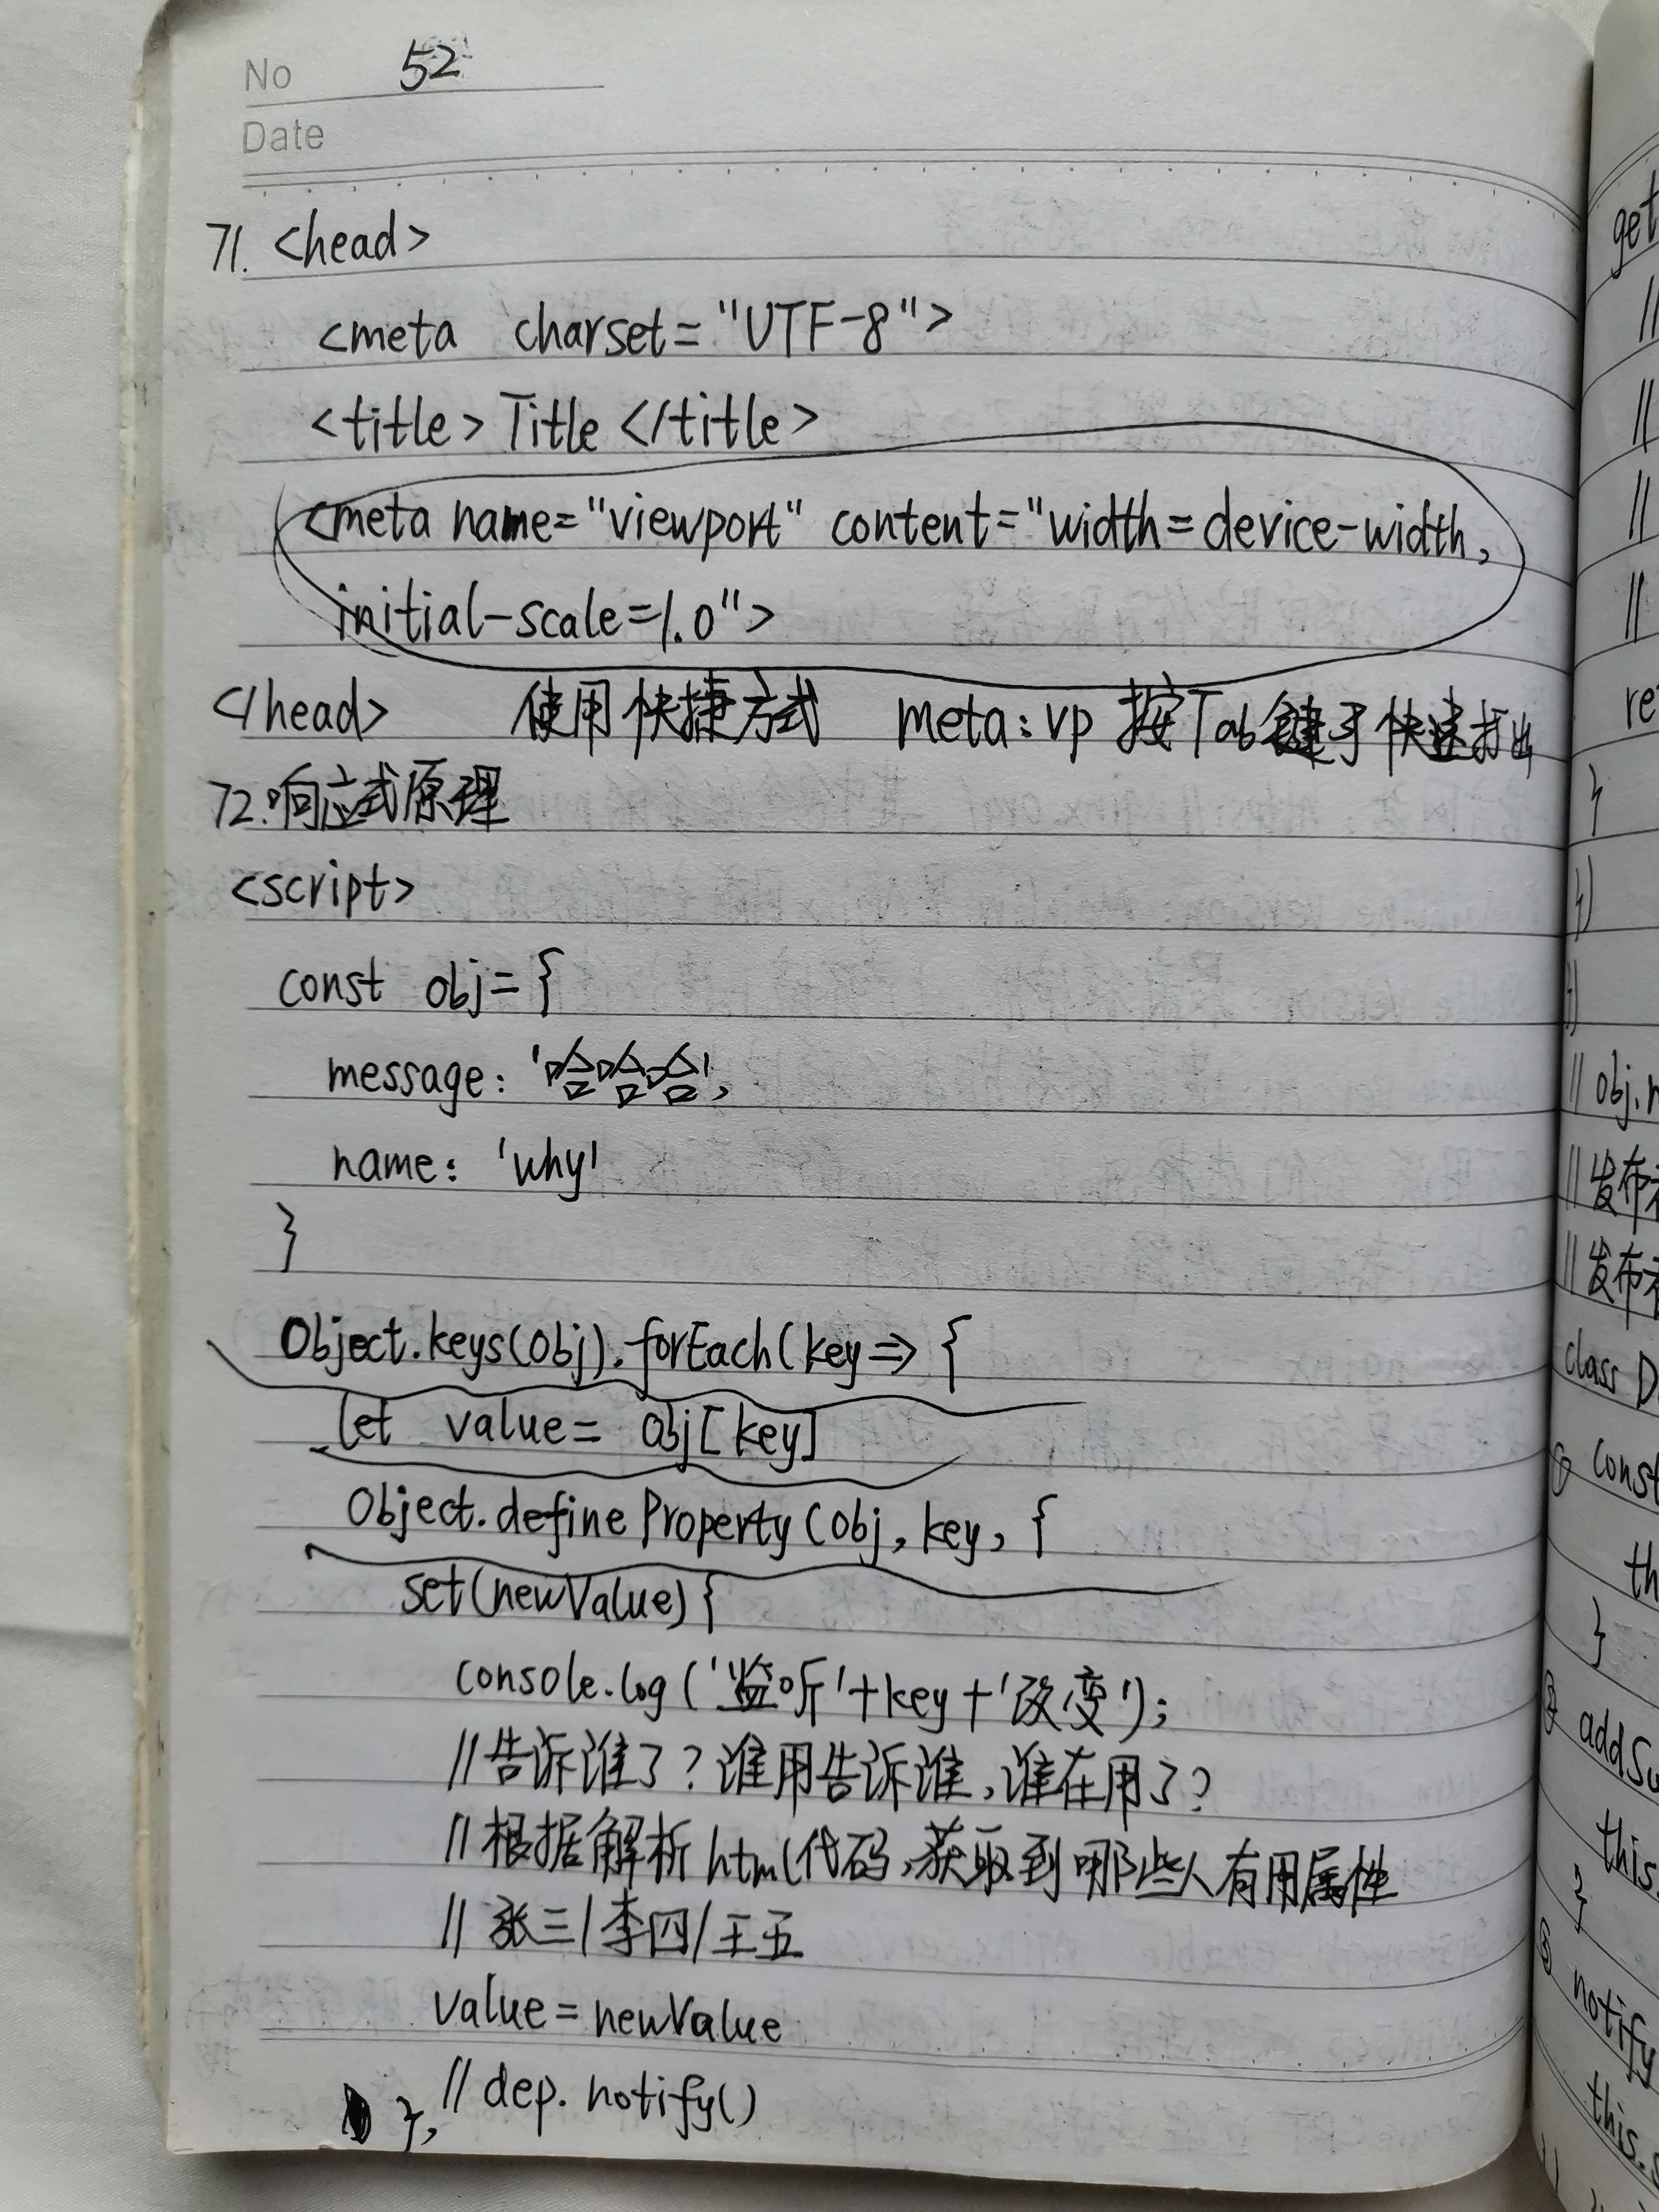 No 52
Date
71. <head>
<meta charset="UTF-8">
<title> Title </title>
<meta name="viewport" content="width=device-width,
initial-scale=1.0">
</head> 使用快捷方式 meta:vp 按Tab键可快速打出
72.响应式原理
<script>
const obj= {
message: '哈哈哈',
name: 'why'
}
Object.keys(obj).forEach(key=> {
let value= obj[key]
Object.defineProperty(obj, key, {
set(newValue){
console.log('监听'+key+'改变');
//告诉谁了？谁用告诉谁,谁在用了？
//根据解析html代码,获取到哪些人有用属性
//张三/李四/王五
value=newValue
}, //dep.notify()
get
//
//
//
//
re
}
})
})
// obj.
// 发布
// 发布
class D
① const
th
}
② addSu
this.
}
③ notify
this.s